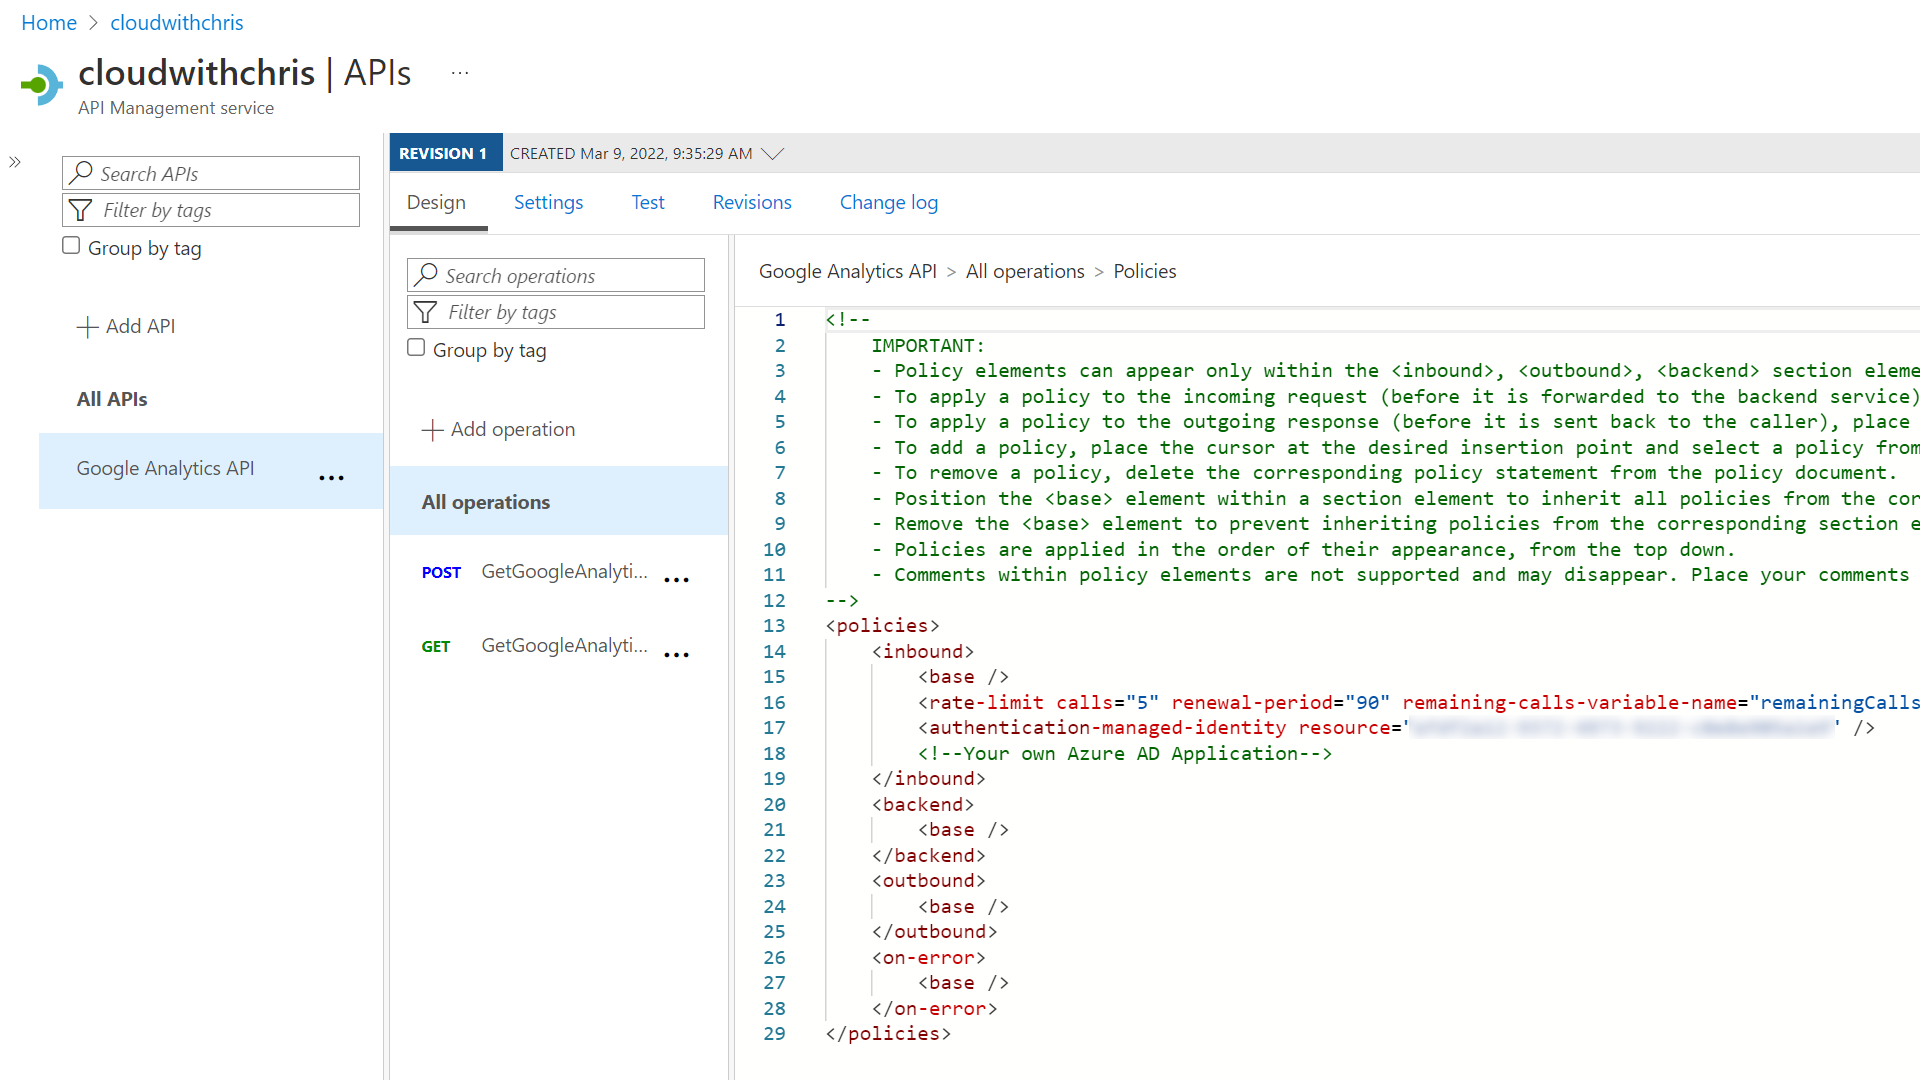 Home > cloudwithchris
cloudwithchris | APIs ...
API Management service
Search APIs
Filter by tags
Group by tag
+ Add API
All APIs
Google Analytics API ...
REVISION 1 CREATED Mar 9, 2022, 9:35:29 AM
Design Settings Test Revisions Change log
Search operations
Filter by tags
Group by tag
+ Add operation
All operations
POST GetGoogleAnalyti... ...
GET GetGoogleAnalyti... ...
Google Analytics API > All operations > Policies
1 <!--
2 IMPORTANT:
3 - Policy elements can appear only within the <inbound>, <outbound>, <backend> section eleme
4 - To apply a policy to the incoming request (before it is forwarded to the backend service)
5 - To apply a policy to the outgoing response (before it is sent back to the caller), place
6 - To add a policy, place the cursor at the desired insertion point and select a policy from
7 - To remove a policy, delete the corresponding policy statement from the policy document.
8 - Position the <base> element within a section element to inherit all policies from the cor
9 - Remove the <base> element to prevent inheriting policies from the corresponding section e
10 - Policies are applied in the order of their appearance, from the top down.
11 - Comments within policy elements are not supported and may disappear. Place your comments
12 -->
13 <policies>
14 <inbound>
15 <base />
16 <rate-limit calls="5" renewal-period="90" remaining-calls-variable-name="remainingCalls
17 <authentication-managed-identity resource=' ' />
18 <!--Your own Azure AD Application-->
19 </inbound>
20 <backend>
21 <base />
22 </backend>
23 <outbound>
24 <base />
25 </outbound>
26 <on-error>
27 <base />
28 </on-error>
29 </policies>